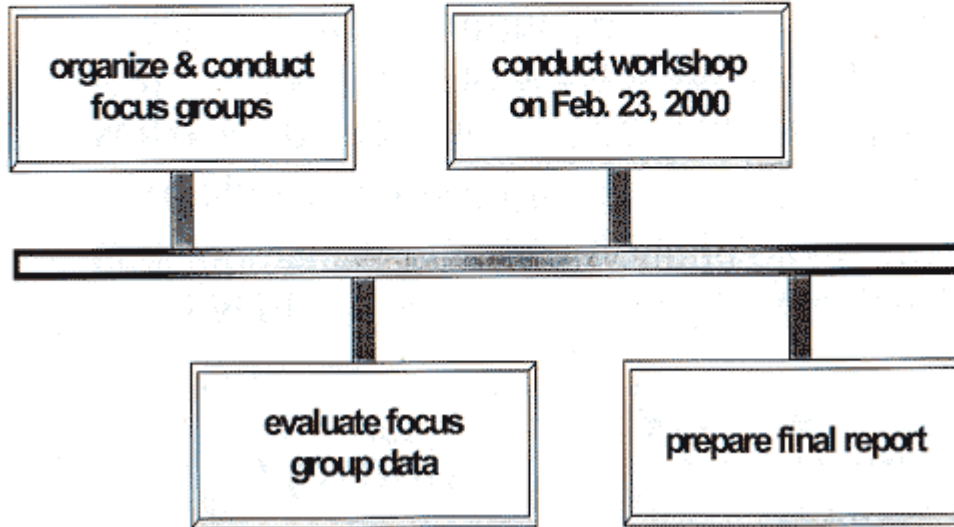 organize & conduct
focus groups
conduct workshop
on Feb. 23, 2000
evaluate focus
group data
prepare final report